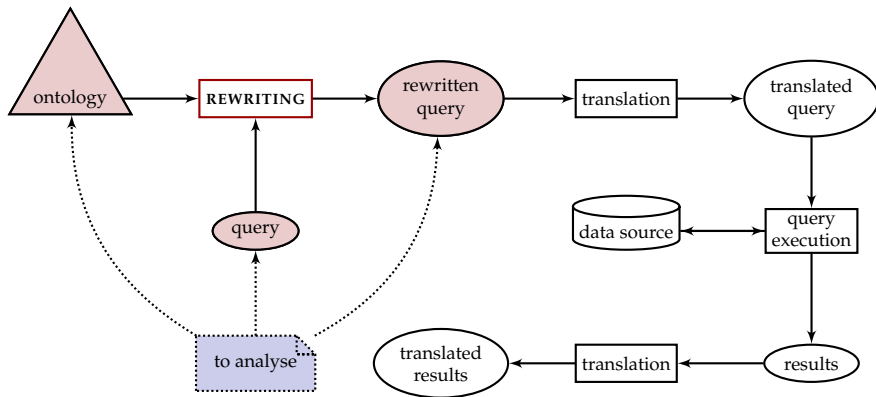 ontology
REWRITING
rewritten
query
translation
translated
query
query
data source
query
execution
to analyse
translated
results
translation
results